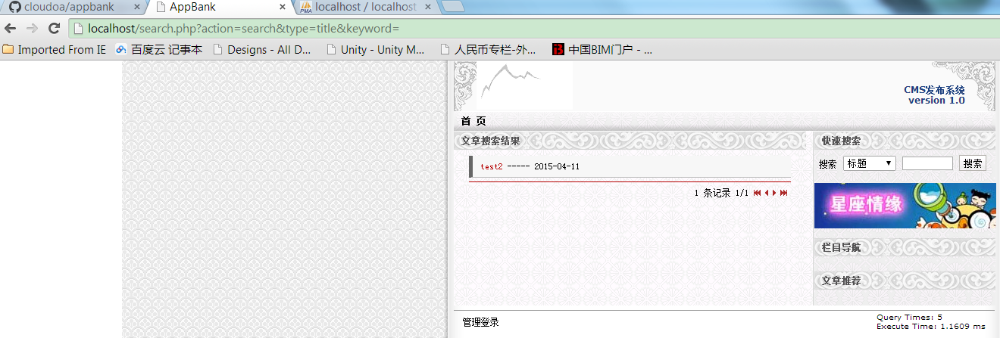 cloudoa/appbank
AppBank
localhost / localhost
localhost/search.php?action=search&type=title&keyword=
Imported From IE
百度云 记事本
Designs - All D...
Unity - Unity M...
人民币专栏-外...
中国BIM门户 - ...
CMS发布系统
version 1.0
首 页
文章搜索结果
test2 ----- 2015-04-11
1 条记录 1/1
快速搜索
搜索 标题 搜索
星座情缘
栏目导航
文章推荐
管理登录
Query Times: 5
Execute Time: 1.1609 ms